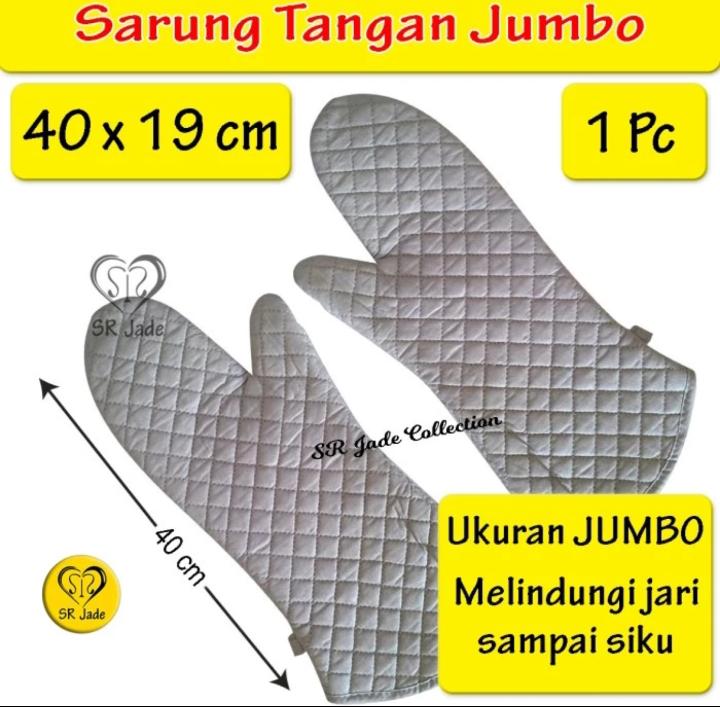 Sarung Tangan Jumbo
40 x 19 cm
1 Pc
SR Jade
SR Jade Collection
40 cm
SR Jade
Ukuran JUMBO
Melindungi jari
sampai siku